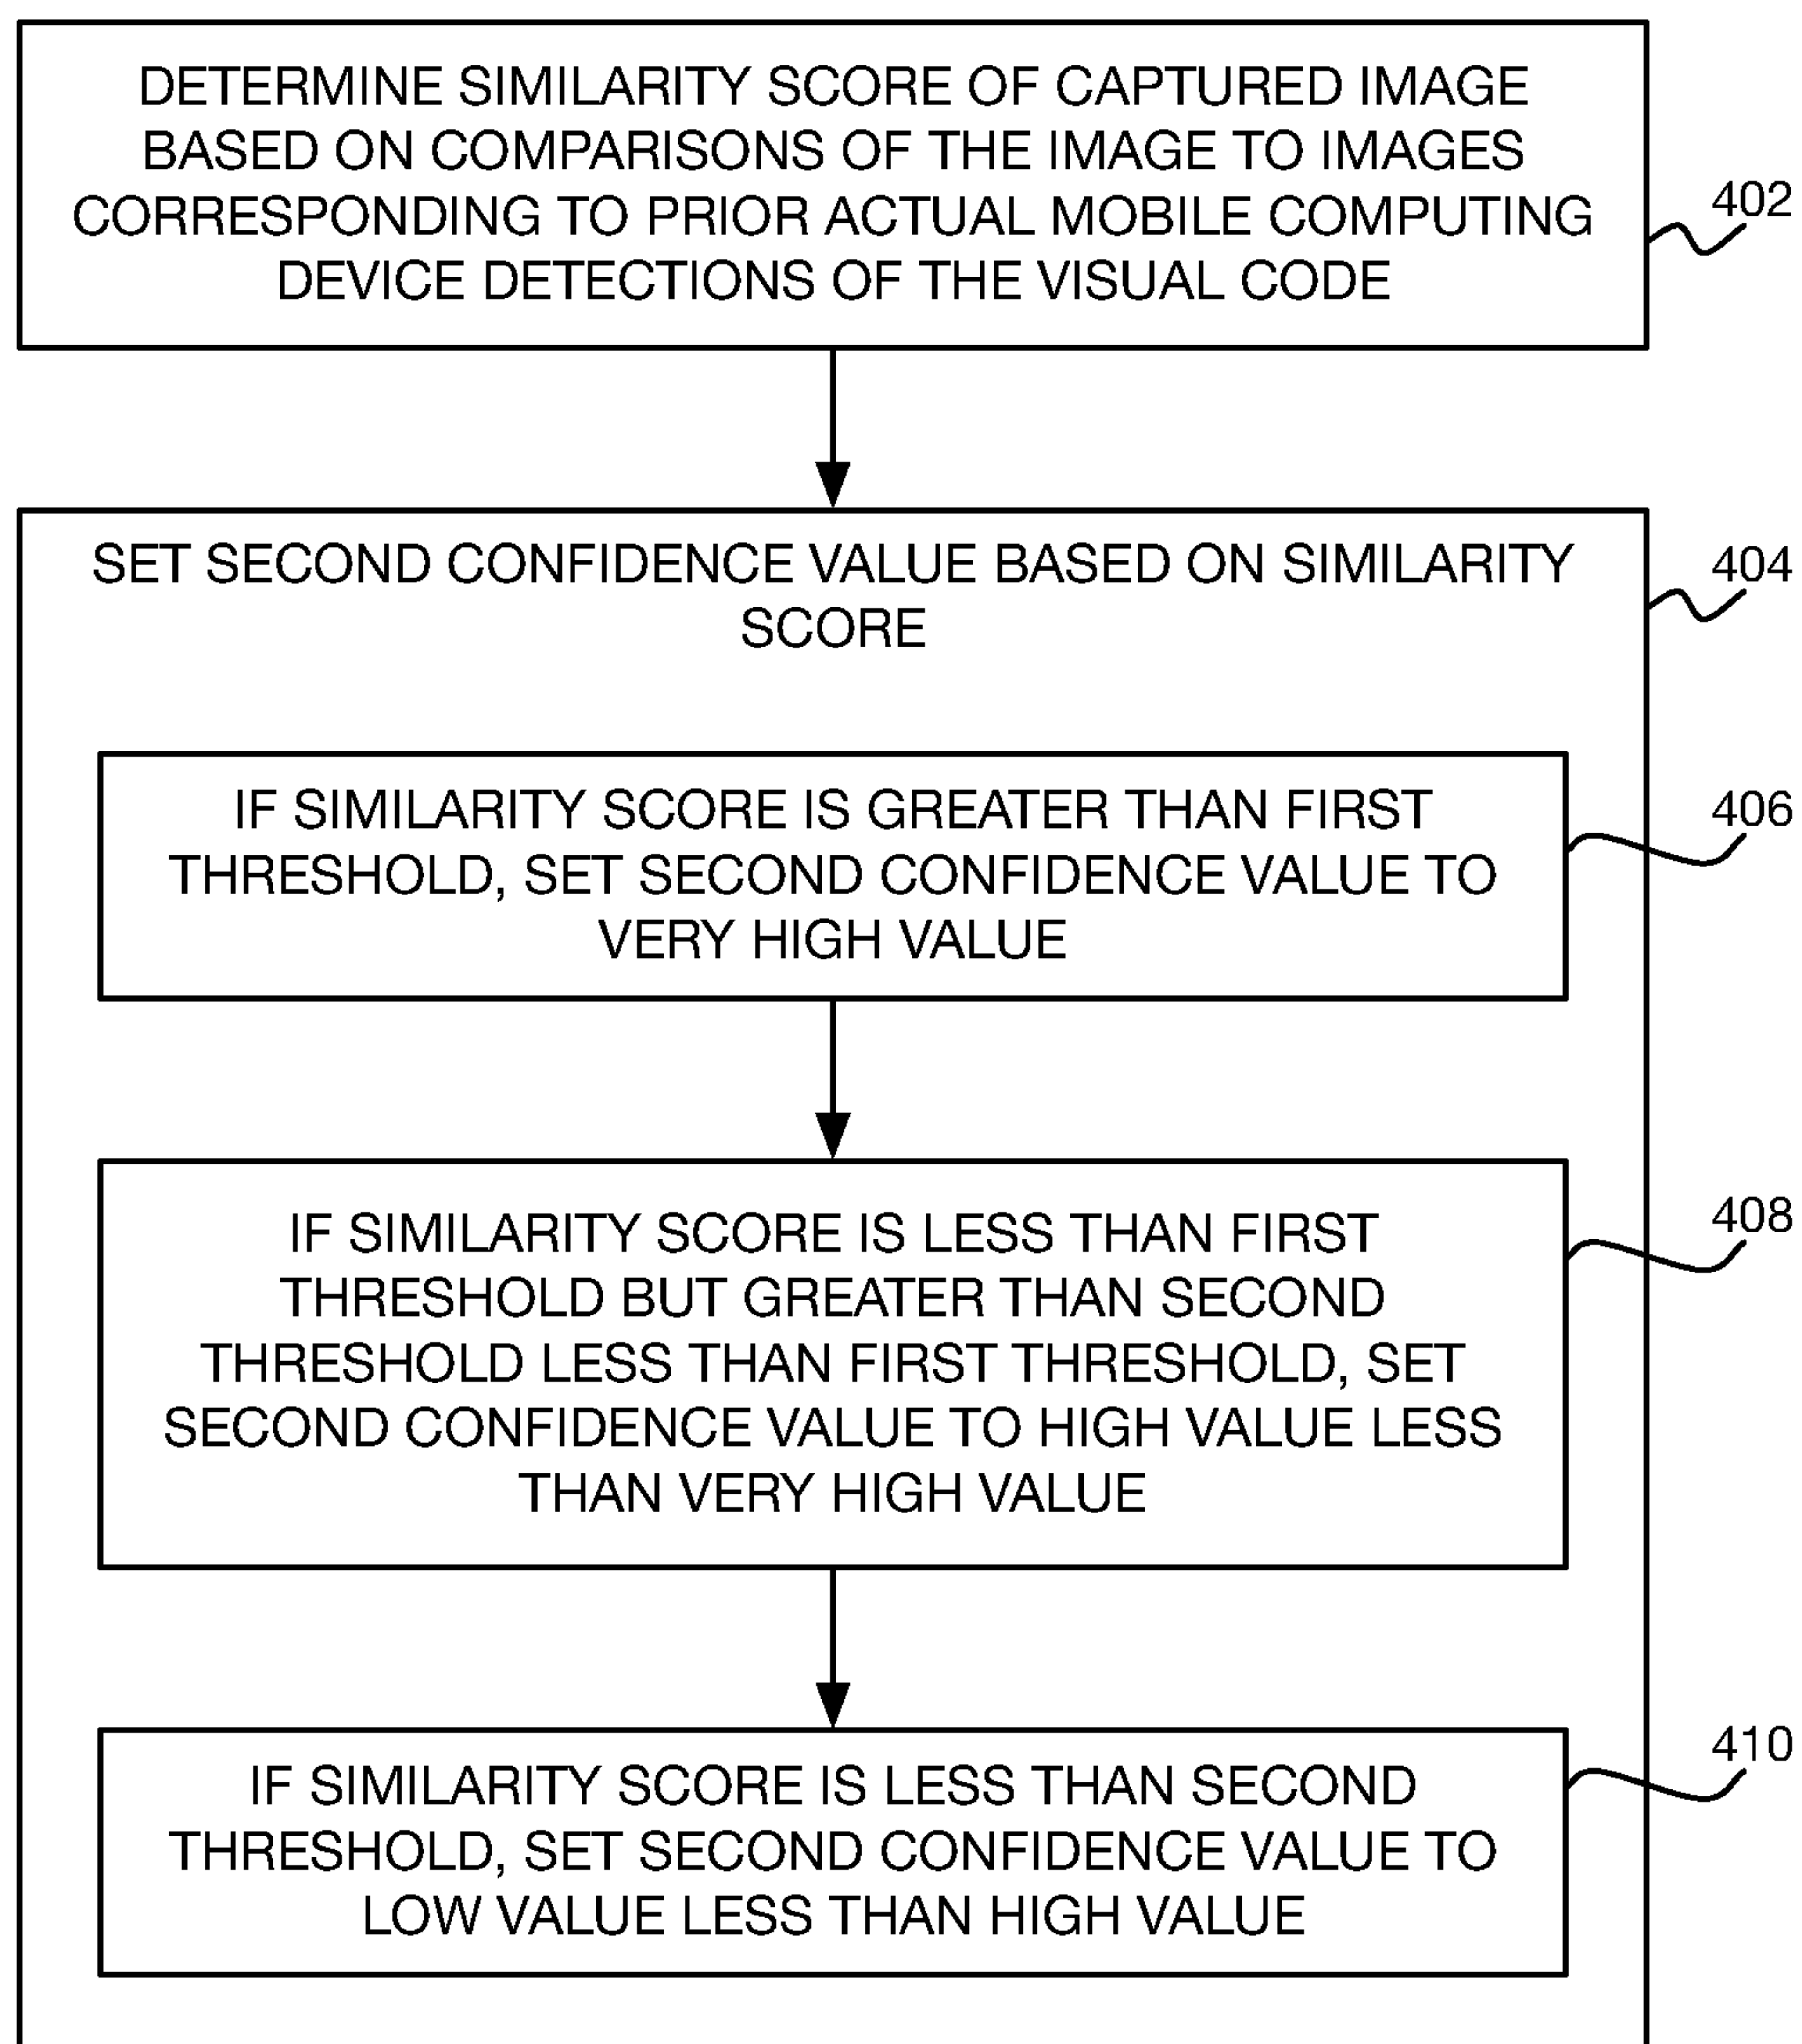 DETERMINE SIMILARITY SCORE OF CAPTURED IMAGE
BASED ON COMPARISONS OF THE IMAGE TO IMAGES
CORRESPONDING TO PRIOR ACTUAL MOBILE COMPUTING
DEVICE DETECTIONS OF THE VISUAL CODE
402
SET SECOND CONFIDENCE VALUE BASED ON SIMILARITY
SCORE
404
IF SIMILARITY SCORE IS GREATER THAN FIRST
THRESHOLD, SET SECOND CONFIDENCE VALUE TO
VERY HIGH VALUE
406
IF SIMILARITY SCORE IS LESS THAN FIRST
THRESHOLD BUT GREATER THAN SECOND
THRESHOLD LESS THAN FIRST THRESHOLD, SET
SECOND CONFIDENCE VALUE TO HIGH VALUE LESS
THAN VERY HIGH VALUE
408
IF SIMILARITY SCORE IS LESS THAN SECOND
THRESHOLD, SET SECOND CONFIDENCE VALUE TO
LOW VALUE LESS THAN HIGH VALUE
410